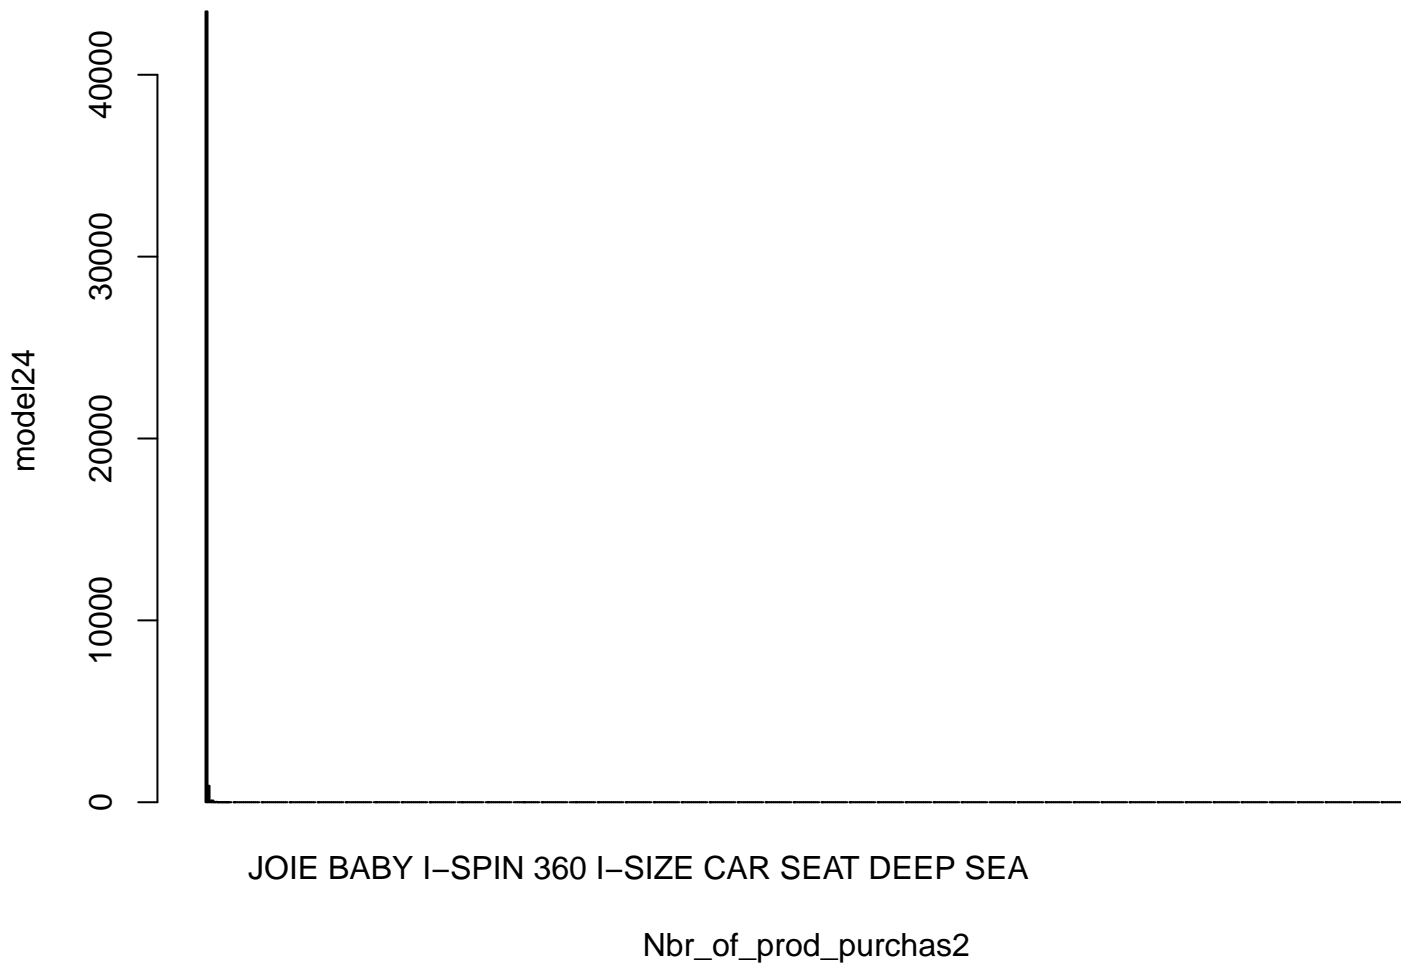 model24
40000
30000
20000
10000
0
JOIE BABY I−SPIN 360 I−SIZE CAR SEAT DEEP SEA
Nbr_of_prod_purchas2